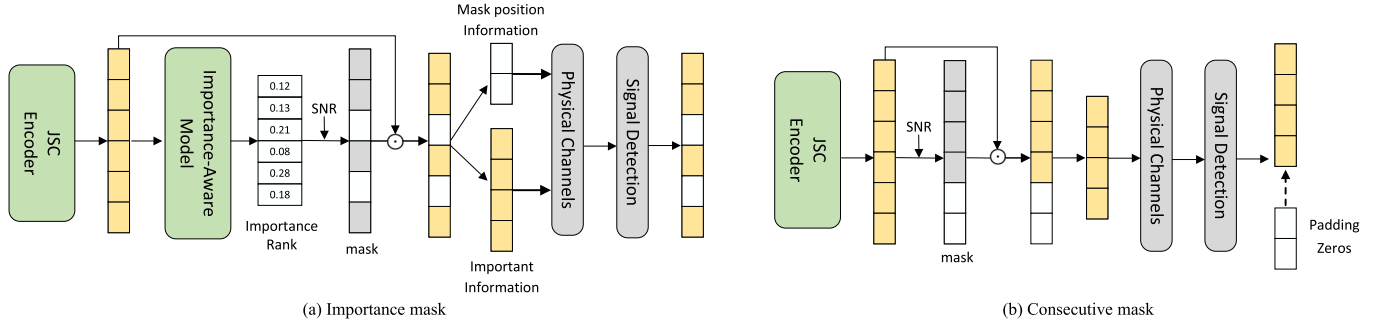 JSC
Encoder
Importance-Aware
Model
0.12
0.13
0.21
0.08
0.28
0.18
Importance
Rank
SNR
mask
Mask position
Information
Important
Information
Physical Channels
Signal Detection
(a) Importance mask
JSC
Encoder
SNR
mask
Physical Channels
Signal Detection
Padding
Zeros
(b) Consecutive mask